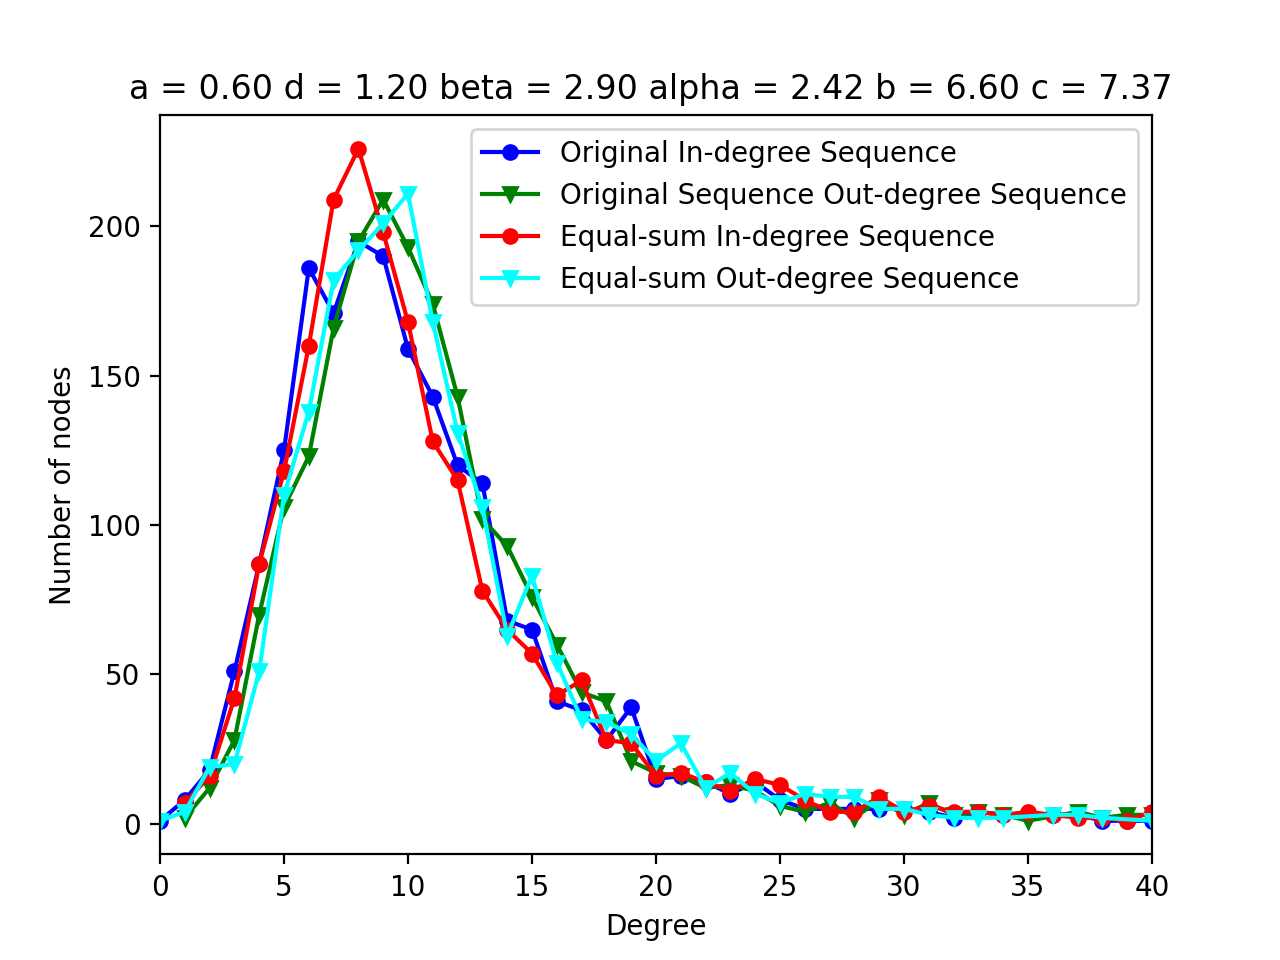 a = 0.60 d = 1.20 beta = 2.90 alpha = 2.42 b = 6.60 c = 7.37
Original In-degree Sequence
Original Sequence Out-degree Sequence
Equal-sum In-degree Sequence
Equal-sum Out-degree Sequence
Number of nodes
200
150
100
50
0
0 5 10 15 20 25 30 35 40
Degree